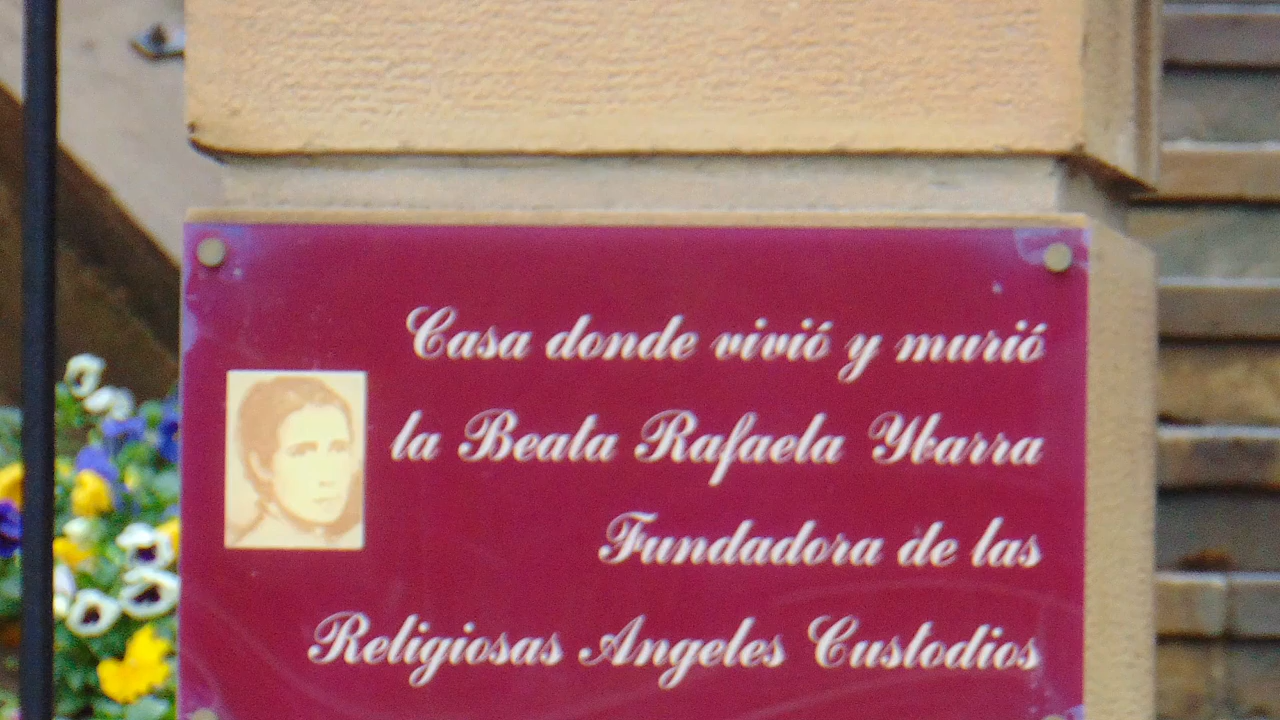 Casa donde vivió y murió
la Beata Rafaela Ybarra
Fundadora de las
Religiosas Angeles Custodios